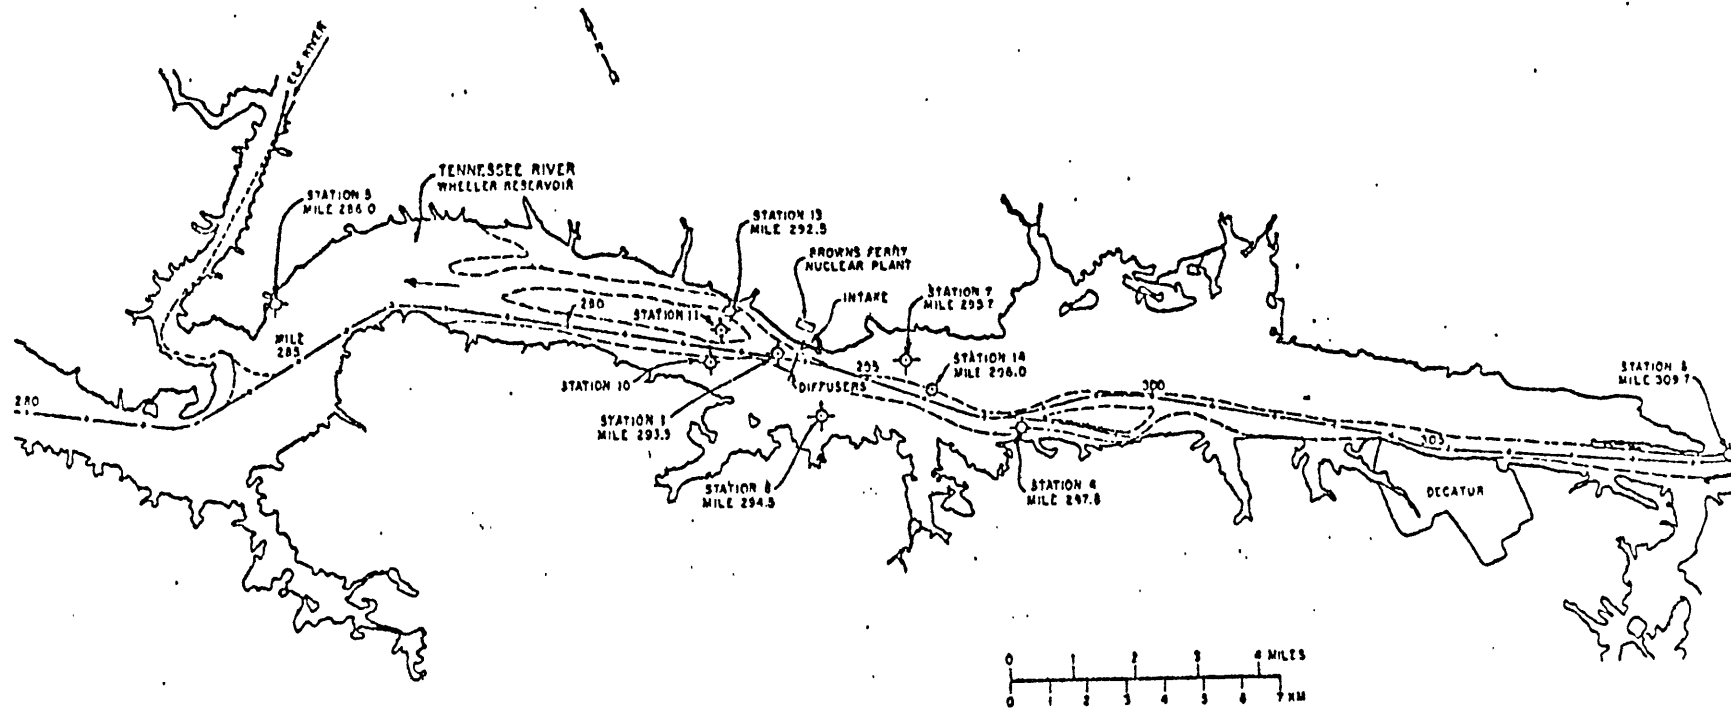 ELK RIVER
N
TENNESSEE RIVER
WHEELER RESERVOIR
STATION 5
MILE 286.0
STATION 13
MILE 292.5
BROWNS FERRY
NUCLEAR PLANT
INTAKE
STATION 7
MILE 295.7
290
STATION 11
MILE
285
STATION 10
DIFFUSERS
295
STATION 14
MILE 296.0
300
STATION
MILE 309.7
280
STATION 1
MILE 293.5
STATION
MILE 294.5
STATION 4
MILE 297.8
305
DECATUR
0 1 2 3 4 MILES
0 1 2 3 4 5 6 7 KM